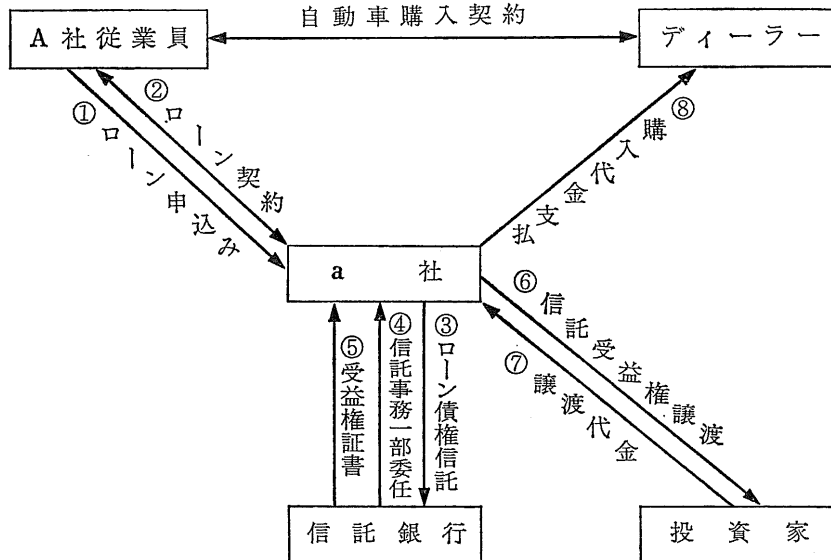 自動車購入契約
A社従業員
ディーラー
①ローン申込み
②ローン契約
⑧購入代金支払
a 社
⑤受益権証書
④信託事務一部委任
③ローン債権信託
⑥信託受益権譲渡
⑦譲渡代金
信託銀行
投資家